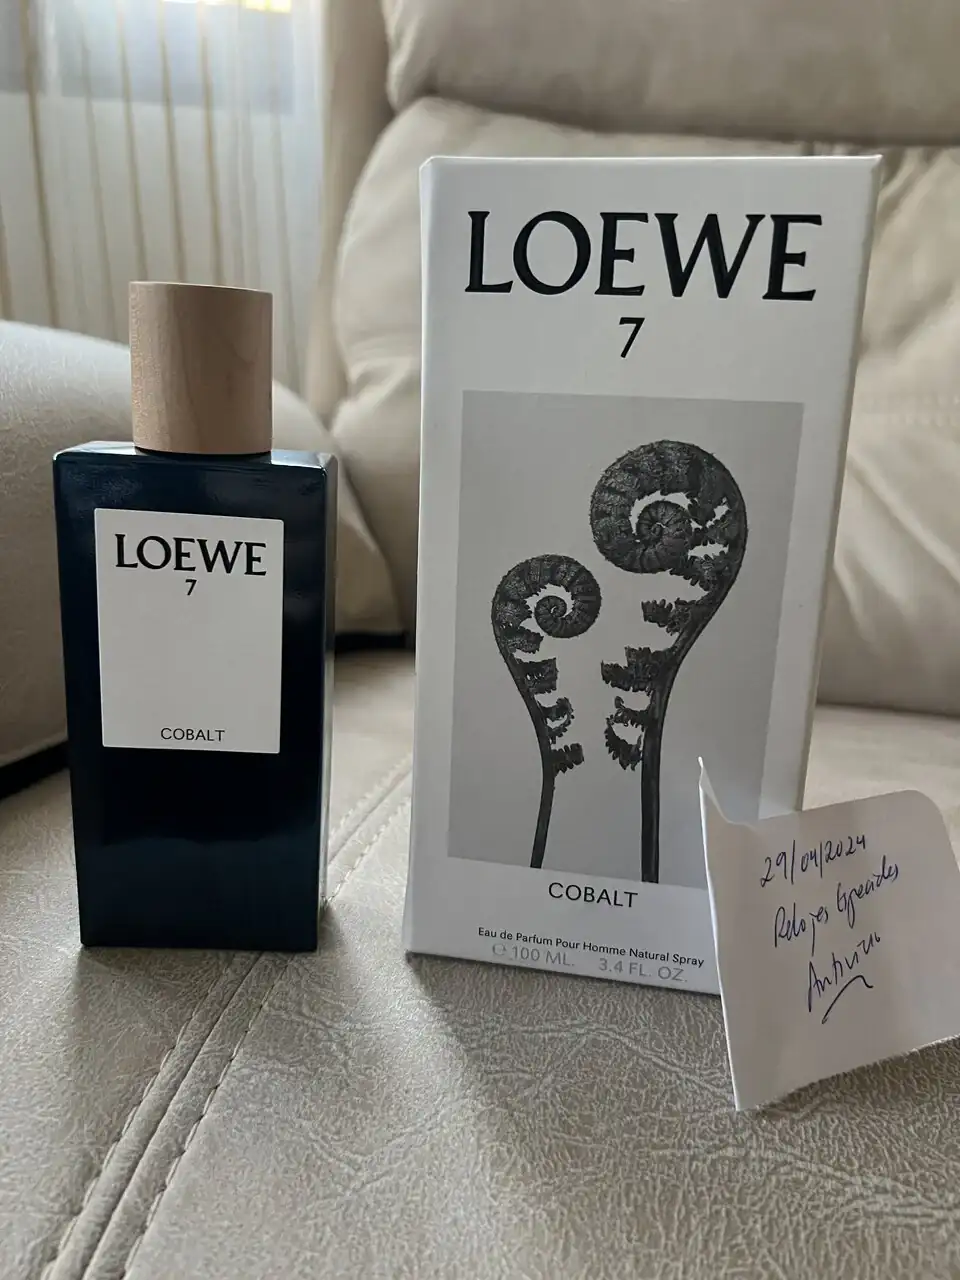 LOEWE
7
COBALT
LOEWE
7
COBALT
Eau de Parfum Pour Homme Natural Spray
℮ 100 ML. 3.4 FL. OZ.
29/04/2024
Relojes Especiales